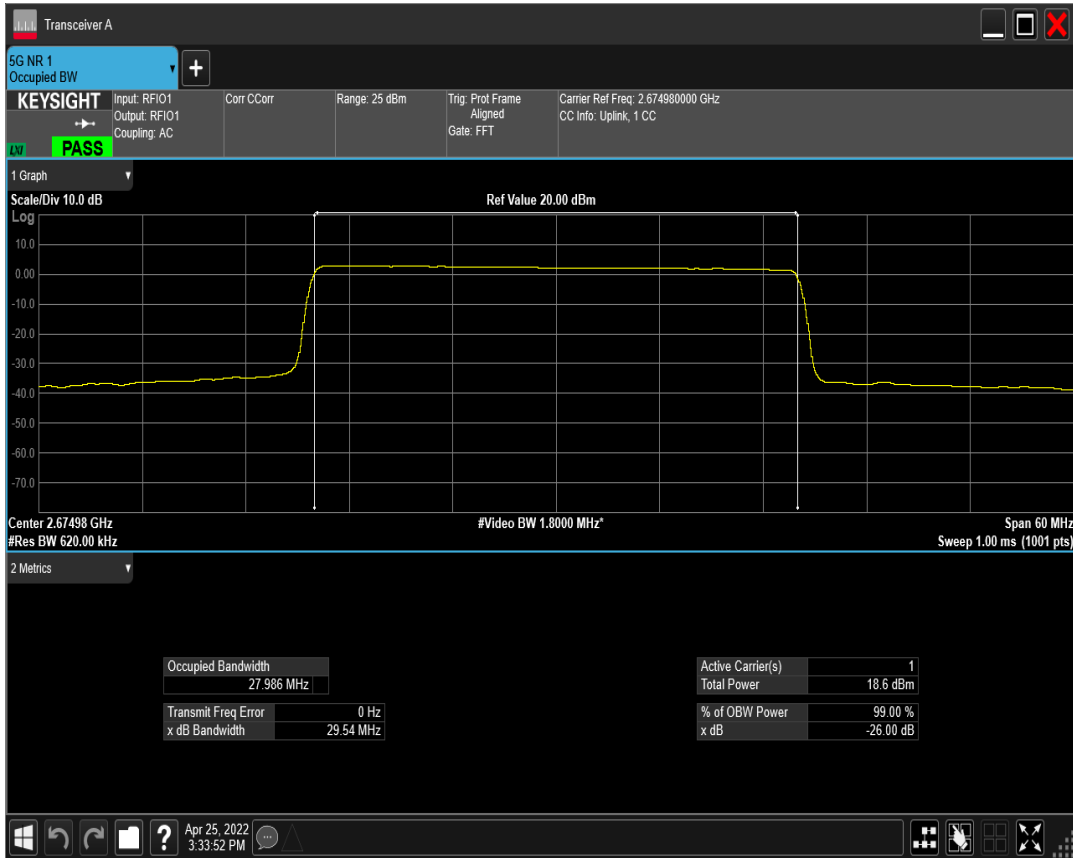 Transceiver A
5G NR 1
Occupied BW
+
KEYSIGHT
LXI
PASS
Input: RFIO1
Output: RFIO1
Coupling: AC
Corr CCorr
Range: 25 dBm
Trig: Prot Frame
Aligned
Gate: FFT
Carrier Ref Freq: 2.674980000 GHz
CC Info: Uplink, 1 CC
1 Graph
Scale/Div 10.0 dB
Ref Value 20.00 dBm
Log
10.0
0.00
-10.0
-20.0
-30.0
-40.0
-50.0
-60.0
-70.0
Center 2.67498 GHz
#Video BW 1.8000 MHz*
Span 60 MHz
#Res BW 620.00 kHz
Sweep 1.00 ms (1001 pts)
2 Metrics
Occupied Bandwidth
27.986 MHz
Transmit Freq Error 0 Hz
x dB Bandwidth 29.54 MHz
Active Carrier(s) 1
Total Power 18.6 dBm
% of OBW Power 99.00 %
x dB -26.00 dB
?
Apr 25, 2022
3:33:52 PM